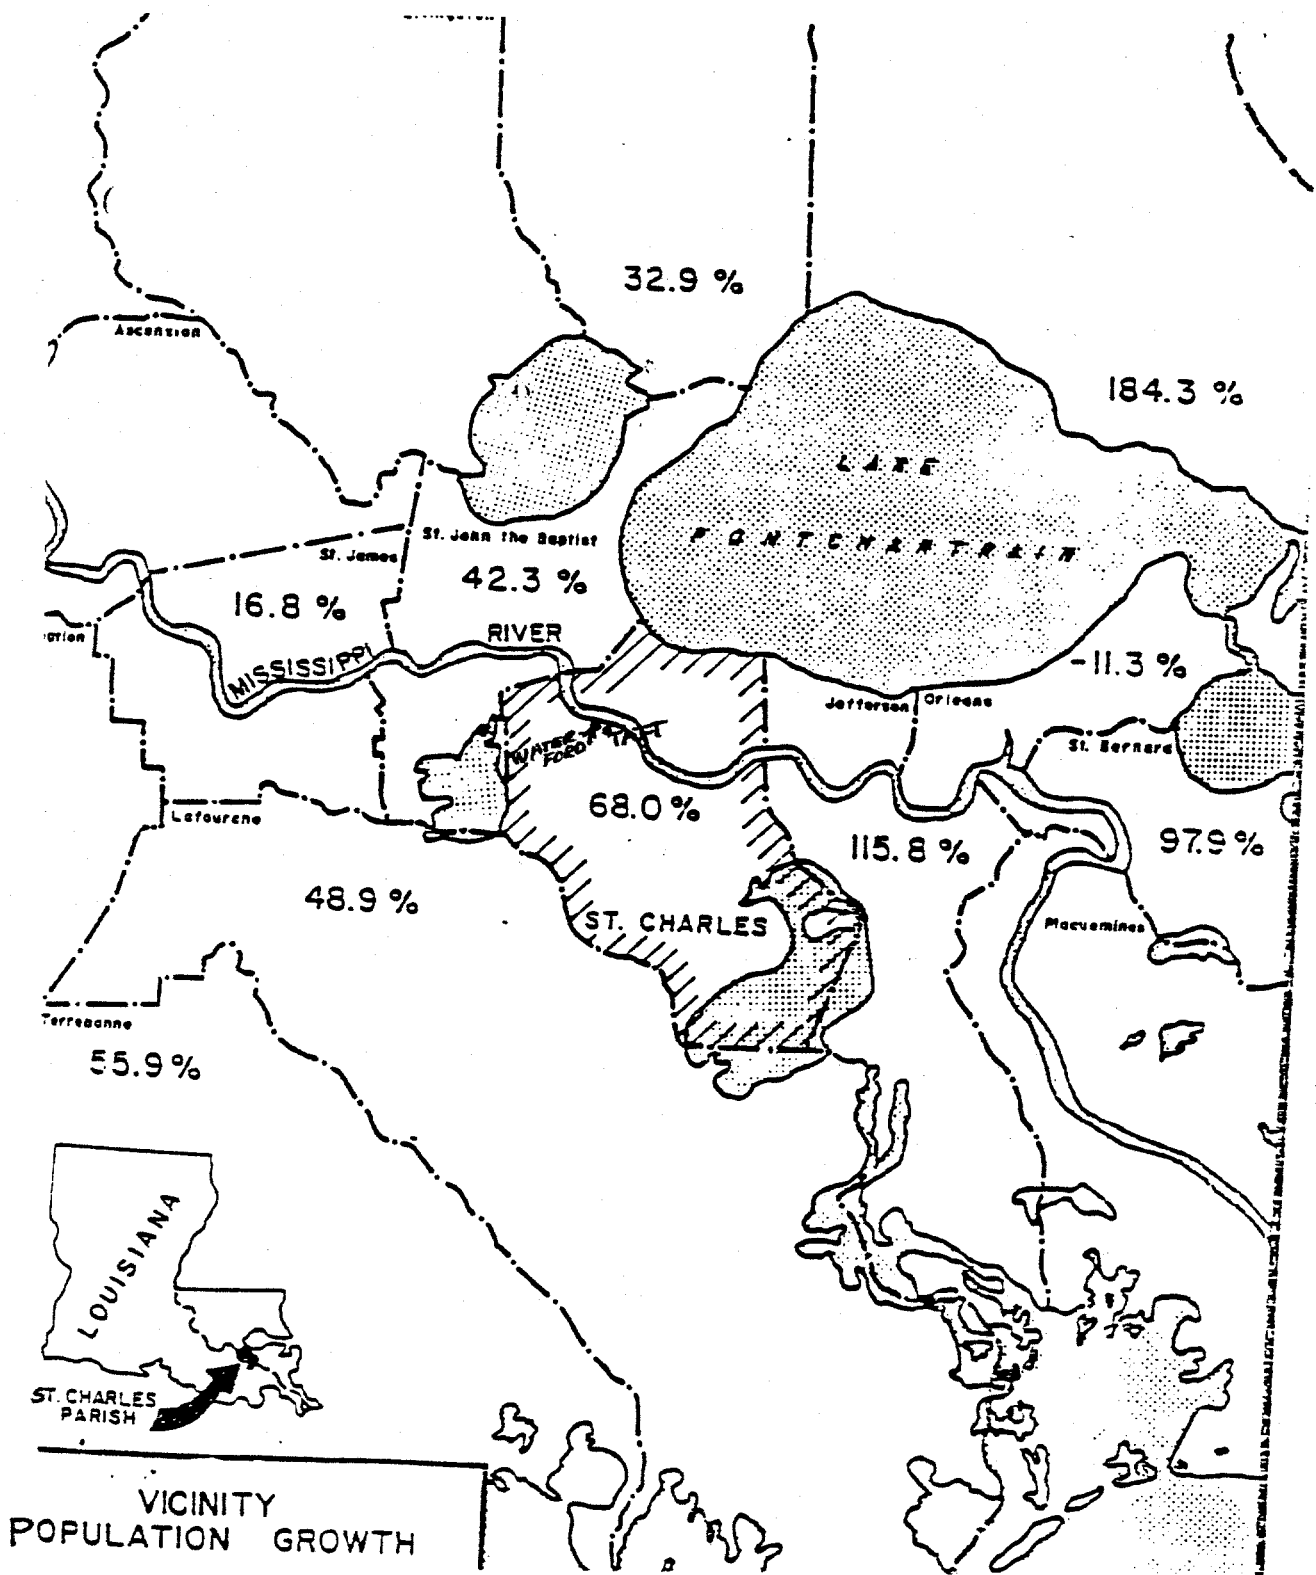 32.9 %
Ascension
184.3 %
LAKE
PONTCHARTRAIN
St. James
St. John the Baptist
42.3 %
16.8 %
MISSISSIPPI
RIVER
-11.3 %
Jefferson
Orleans
St. Bernard
WATER
FORD
68.0 %
Lafourche
115.8 %
97.9 %
48.9 %
ST. CHARLES
Plaquemines
Terrebonne
55.9 %
LOUISIANA
ST. CHARLES
PARISH
VICINITY
POPULATION GROWTH